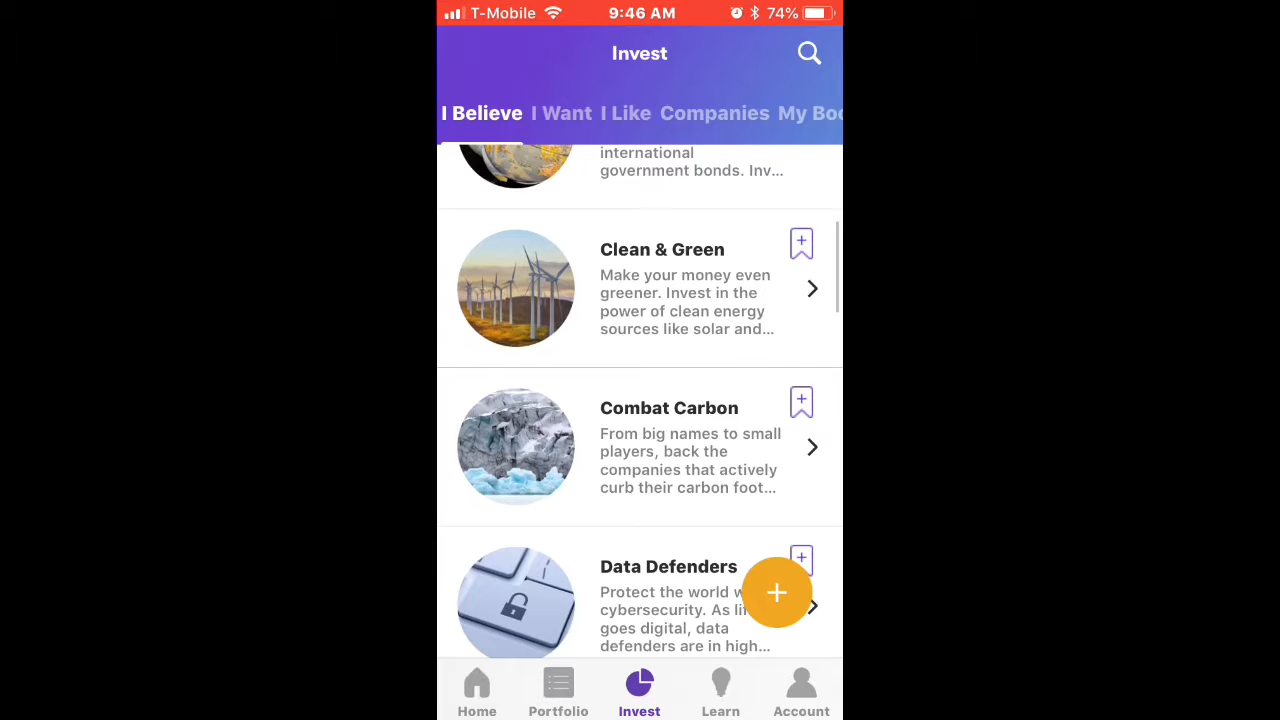 T-Mobile 9:46 AM 74%
Invest
I Believe I Want I Like Companies My Boo
international
government bonds. Inv...
Clean & Green
Make your money even
greener. Invest in the
power of clean energy
sources like solar and...
Combat Carbon
From big names to small
players, back the
companies that actively
curb their carbon foot...
Data Defenders
Protect the world w
cybersecurity. As li
goes digital, data
defenders are in high...
Home Portfolio Invest Learn Account